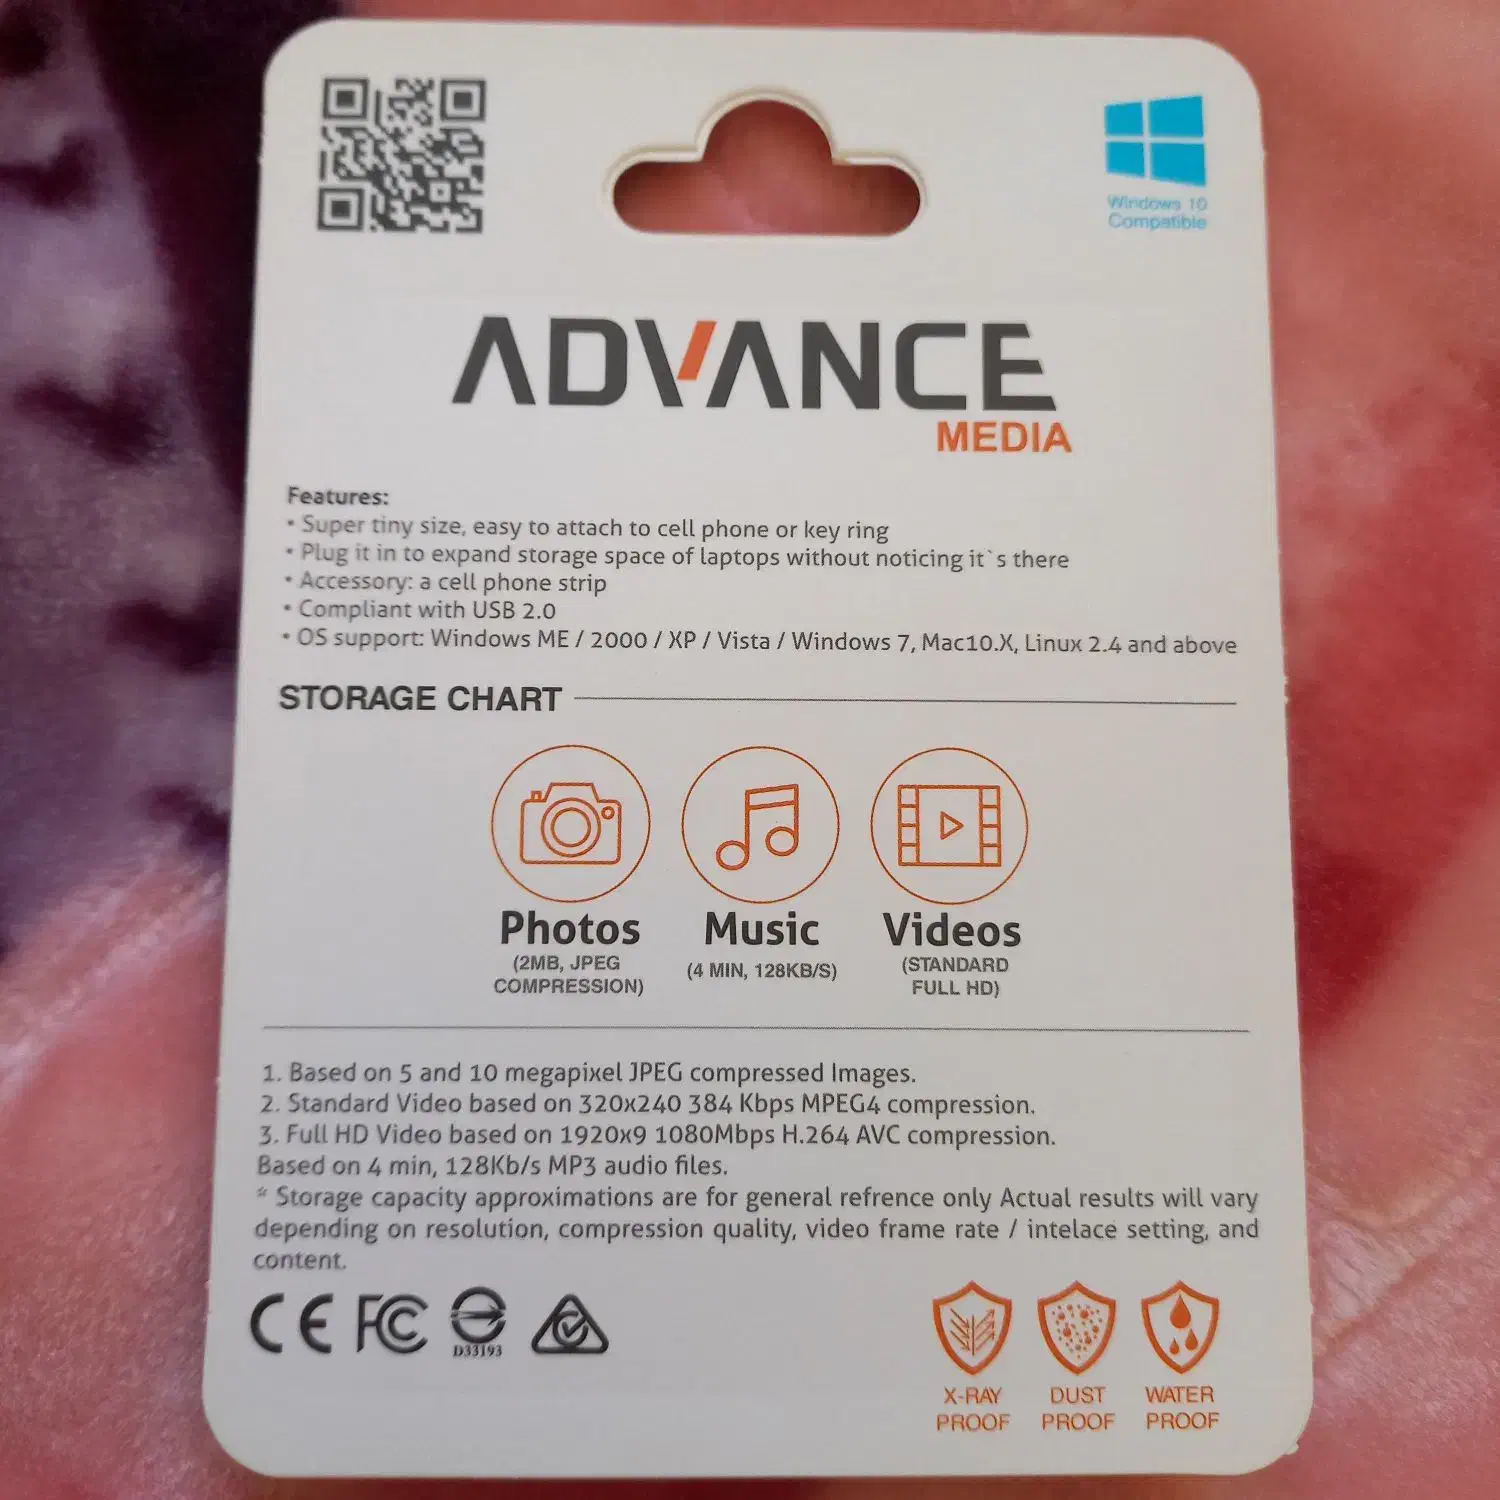 Windows 10
Compatible
ADVANCE
MEDIA
Features:
• Super tiny size, easy to attach to cell phone or key ring
• Plug it in to expand storage space of laptops without noticing it`s there
• Accessory: a cell phone strip
• Compliant with USB 2.0
• OS support: Windows ME / 2000 / XP / Vista / Windows 7, Mac10.X, Linux 2.4 and above
STORAGE CHART
Photos
(2MB, JPEG
COMPRESSION)
Music
(4 MIN, 128KB/S)
Videos
(STANDARD
FULL HD)
1. Based on 5 and 10 megapixel JPEG compressed Images.
2. Standard Video based on 320x240 384 Kbps MPEG4 compression.
3. Full HD Video based on 1920x9 1080Mbps H.264 AVC compression.
Based on 4 min, 128Kb/s MP3 audio files.
* Storage capacity approximations are for general refrence only Actual results will vary
depending on resolution, compression quality, video frame rate / intelace setting, and
content.
CE FC
D33193
X-RAY
PROOF
DUST
PROOF
WATER
PROOF